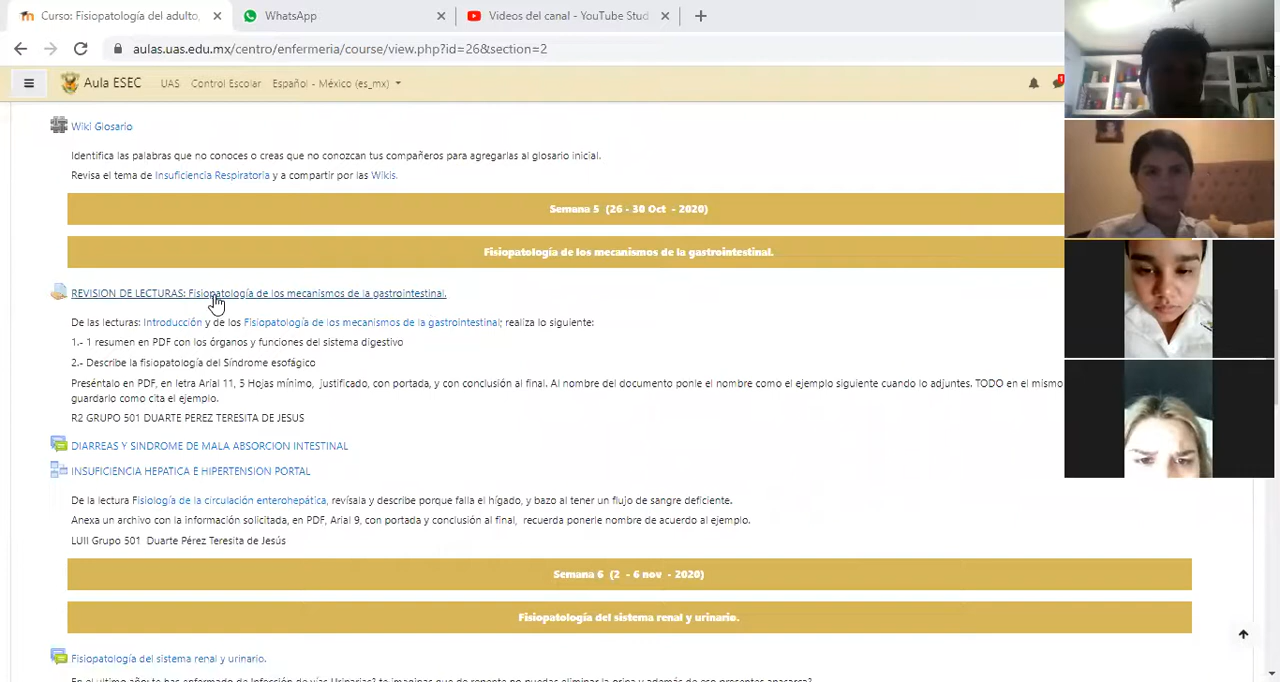 Curso: Fisiopatología del adulto,
WhatsApp
Videos del canal - YouTube Stud
aulas.uas.edu.mx/centro/enfermeria/course/view.php?id=26&section=2
Aula ESEC UAS Control Escolar Español - México (es_mx)
1
Wiki Glosario
Identifica las palabras que no conoces o creas que no conozcan tus compañeros para agregarlas al glosario inicial.
Revisa el tema de Insuficiencia Respiratoria y a compartir por las Wikis.
Semana 5 (26 - 30 Oct - 2020)
Fisiopatología de los mecanismos de la gastrointestinal.
REVISION DE LECTURAS: Fisiopatología de los mecanismos de la gastrointestinal.
De las lecturas: Introducción y de los Fisiopatología de los mecanismos de la gastrointestinal; realiza lo siguiente:
1.- 1 resumen en PDF con los órganos y funciones del sistema digestivo
2.- Describe la fisiopatología del Síndrome esofágico
Preséntalo en PDF, en letra Arial 11, 5 Hojas mínimo, justificado, con portada, y con conclusión al final. Al nombre del documento ponle el nombre como el ejemplo siguiente cuando lo adjuntes. TODO en el mismo
guardarlo como cita el ejemplo.
R2 GRUPO 501 DUARTE PEREZ TERESITA DE JESUS
DIARREAS Y SINDROME DE MALA ABSORCION INTESTINAL
INSUFICIENCIA HEPATICA E HIPERTENSION PORTAL
De la lectura Fisiología de la circulación enterohepática, revísala y describe porque falla el hígado, y bazo al tener un flujo de sangre deficiente.
Anexa un archivo con la información solicitada, en PDF, Arial 9, con portada y conclusión al final, recuerda ponerle nombre de acuerdo al ejemplo.
LUII Grupo 501 Duarte Pérez Teresita de Jesús
Semana 6 (2 - 6 nov - 2020)
Fisiopatología del sistema renal y urinario.
Fisiopatología del sistema renal y urinario.